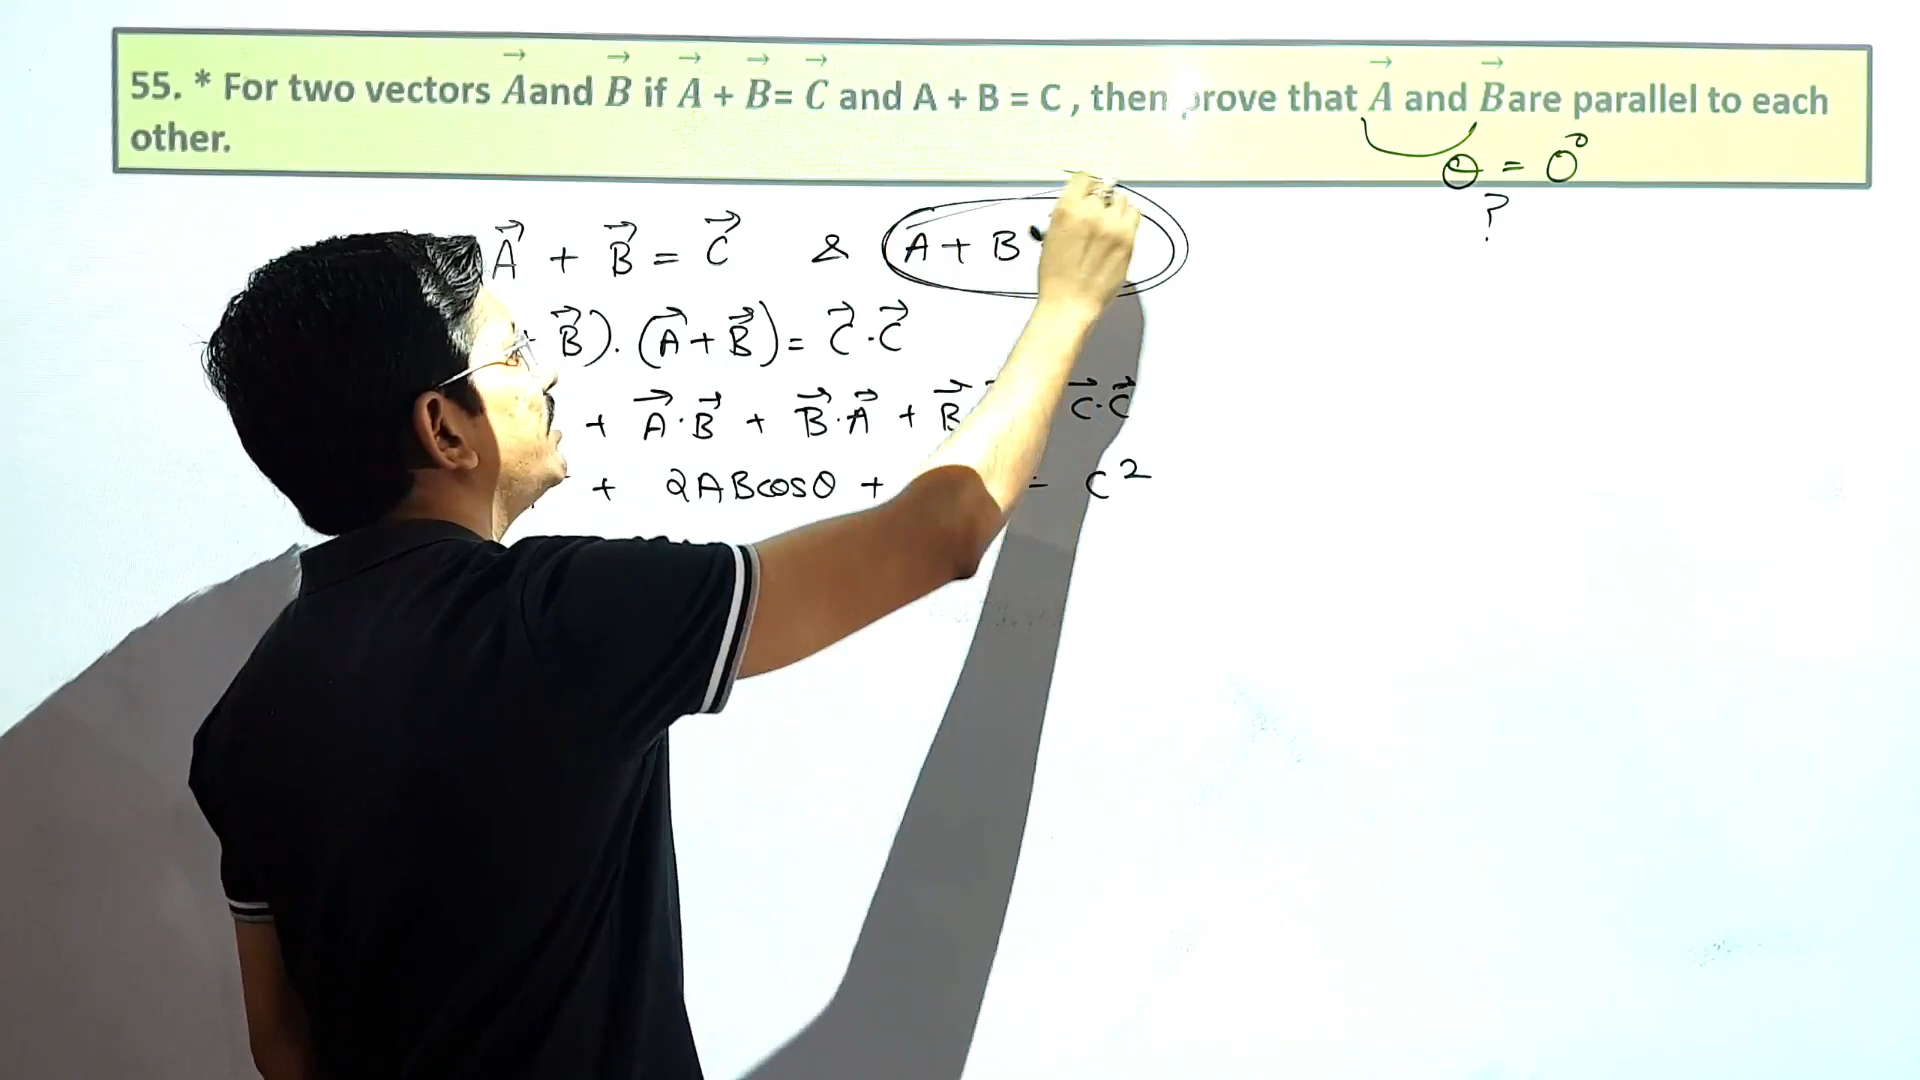 55. * For two vectors A⃗and B⃗ if A⃗ + B⃗= C⃗ and A + B = C , then prove that A⃗ and B⃗are parallel to each
other.
θ = 0°
?
A⃗ + B⃗ = C⃗ & A + B
B⃗). (A⃗ + B⃗) = C⃗ . C⃗
+ A⃗ . B⃗ + B⃗ . A⃗ + B⃗ C⃗ . C⃗
+ 2ABcosθ + = C²